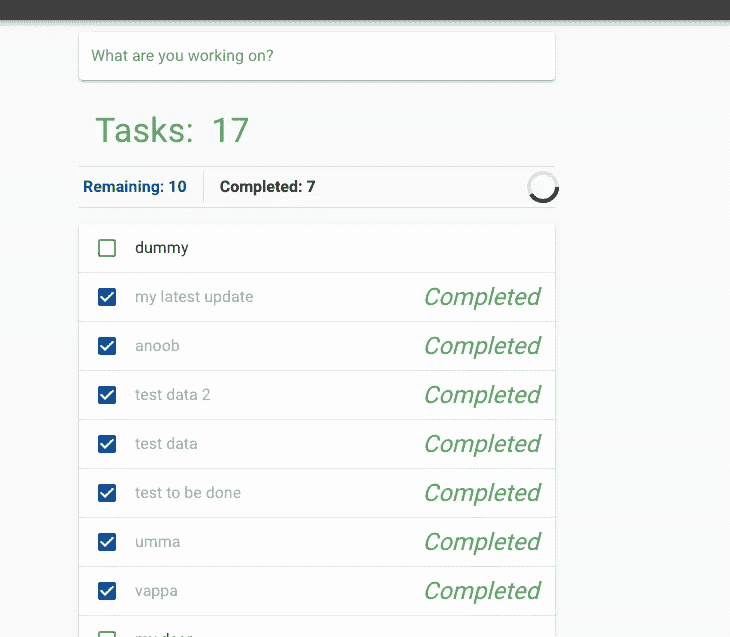 What are you working on?
Tasks: 17
Remaining: 10 Completed: 7
dummy
my latest update Completed
anoob Completed
test data 2 Completed
test data Completed
test to be done Completed
umma Completed
vappa Completed